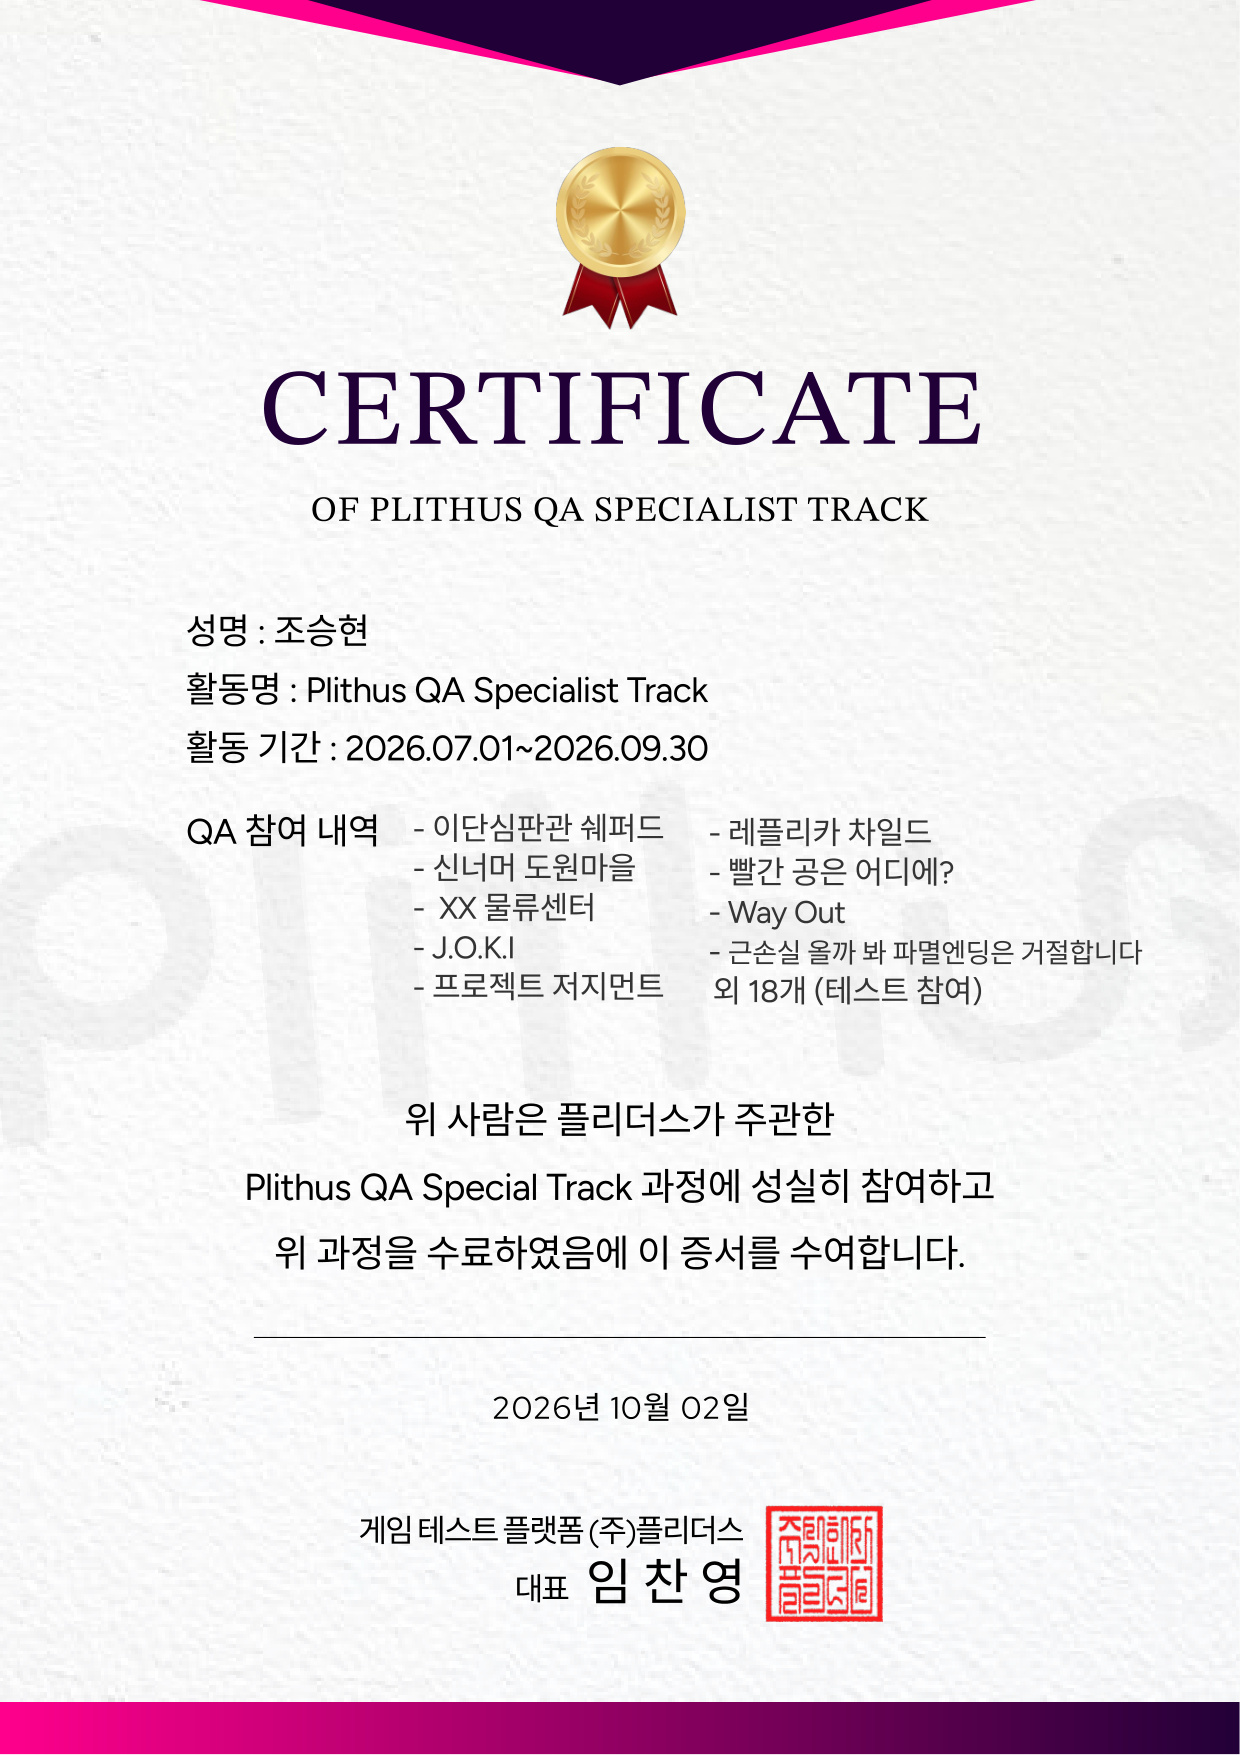 CERTIFICATE
OF PLITHUS QA SPECIALIST TRACK
성명 : 조승현
활동명 : Plithus QA Specialist Track
활동 기간 : 2026.07.01~2026.09.30
QA 참여 내역
- 이단심판관 쉐퍼드
- 신너머 도원마을
- XX 물류센터
- J.O.K.I
- 프로젝트 저지먼트
- 레플리카 차일드
- 빨간 공은 어디에?
- Way Out
- 근손실 올까 봐 파멸엔딩은 거절합니다
외 18개 (테스트 참여)
plithus
위 사람은 플리더스가 주관한
Plithus QA Special Track 과정에 성실히 참여하고
위 과정을 수료하였음에 이 증서를 수여합니다.
2026년 10월 02일
게임 테스트 플랫폼 (주)플리더스
대표 임 찬 영